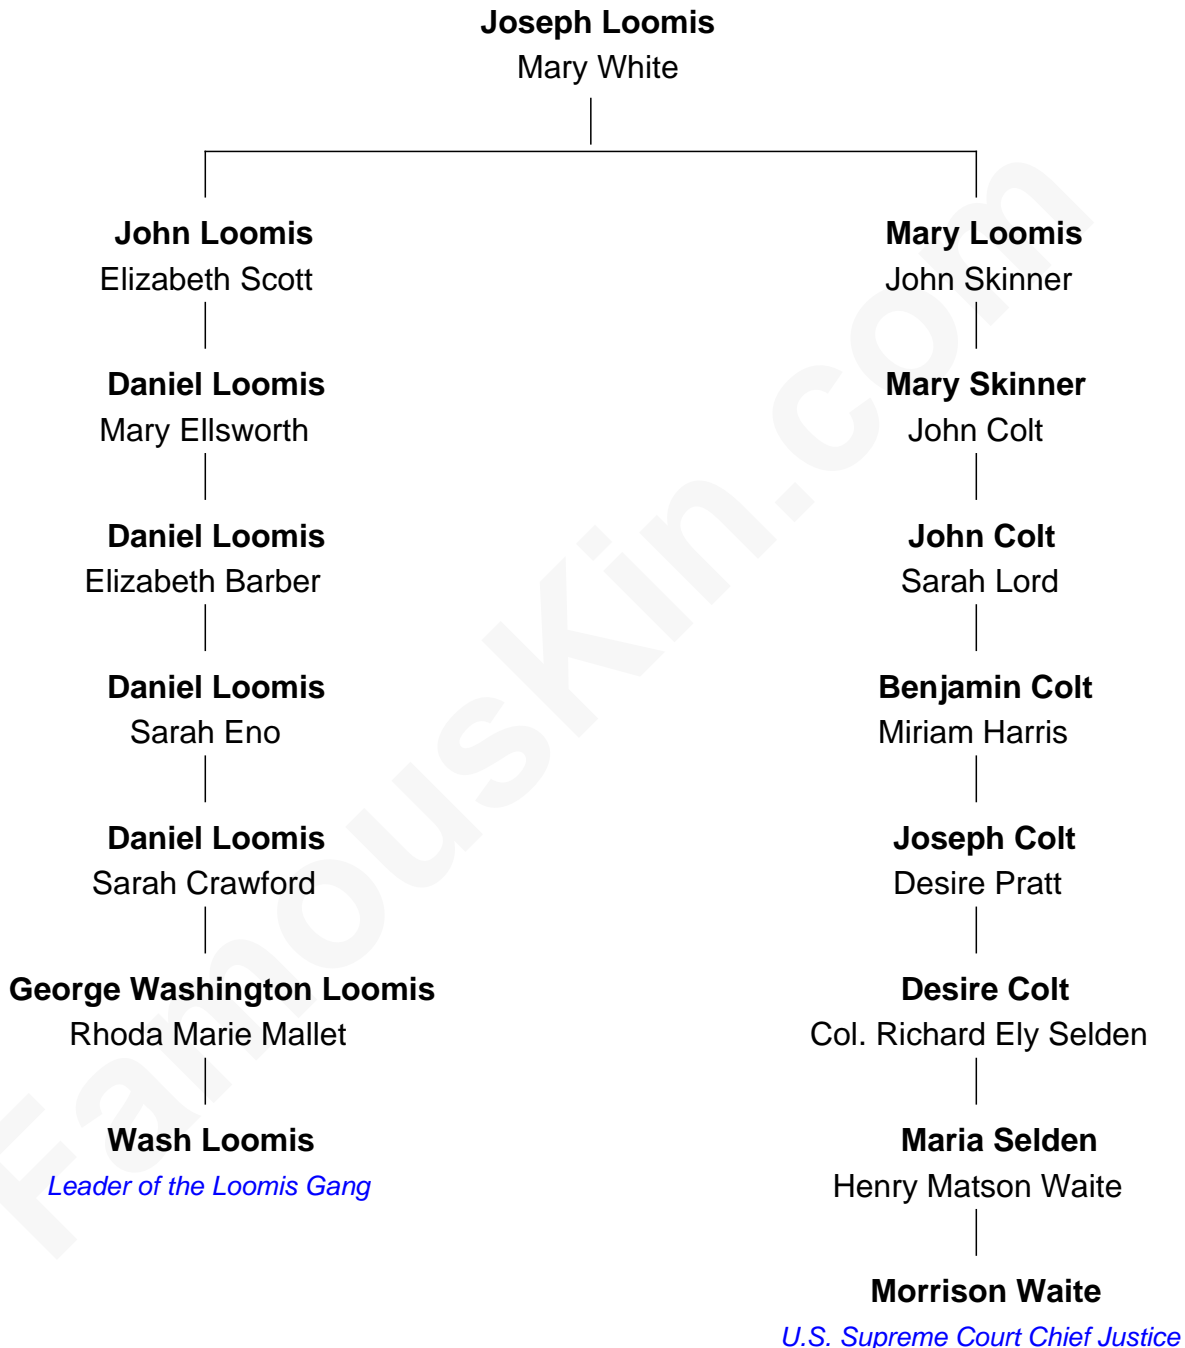 Joseph Loomis
Mary White
John Loomis
Elizabeth Scott
Mary Loomis
John Skinner
Daniel Loomis
Mary Ellsworth
Mary Skinner
John Colt
Daniel Loomis
Elizabeth Barber
John Colt
Sarah Lord
Daniel Loomis
Sarah Eno
Benjamin Colt
Miriam Harris
Daniel Loomis
Sarah Crawford
Joseph Colt
Desire Pratt
George Washington Loomis
Rhoda Marie Mallet
Desire Colt
Col. Richard Ely Selden
Wash Loomis
Leader of the Loomis Gang
Maria Selden
Henry Matson Waite
Morrison Waite
U.S. Supreme Court Chief Justice
FamousKin.com